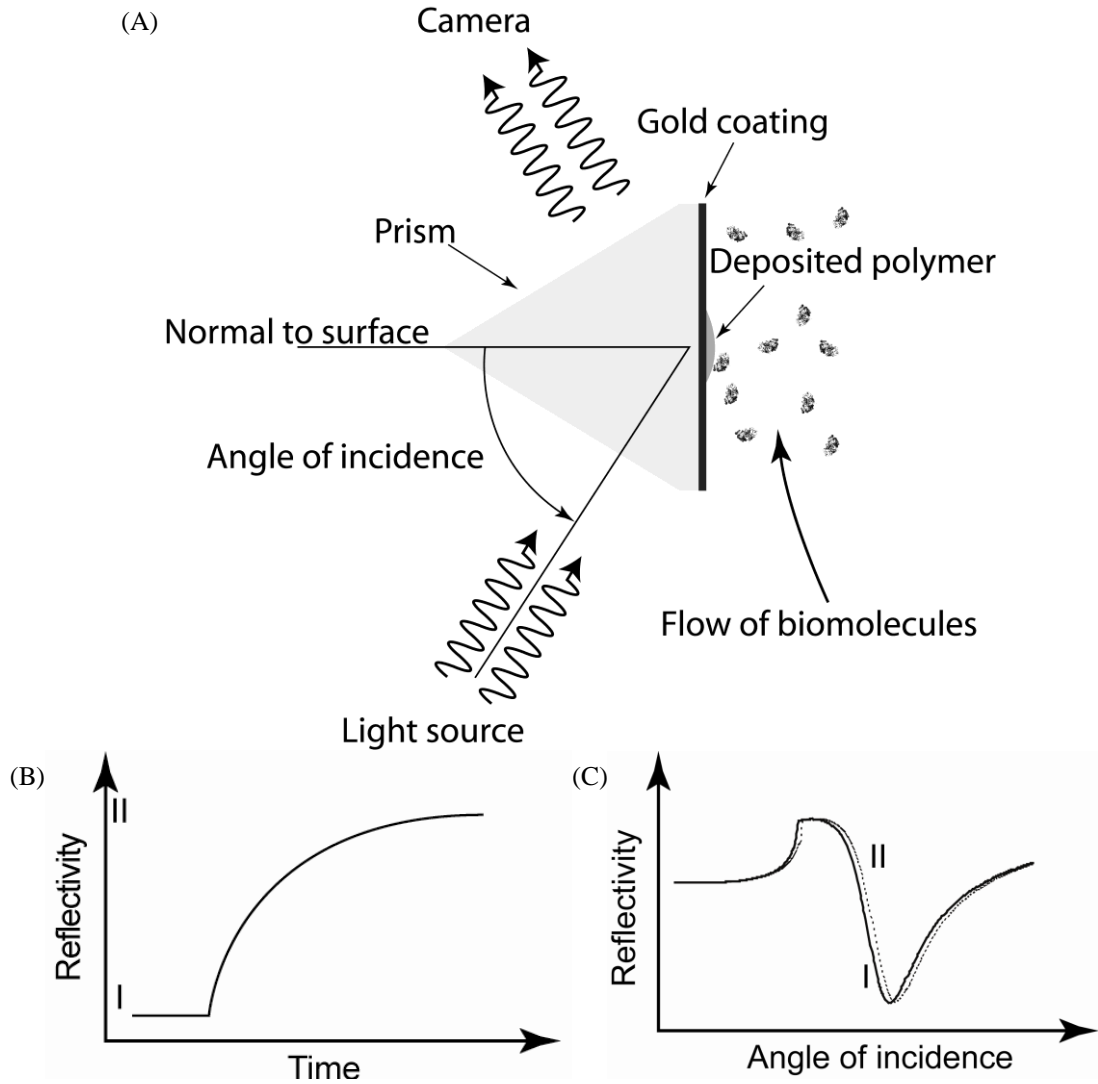 (A)
Camera
Gold coating
Prism
Deposited polymer
Normal to surface
Angle of incidence
Flow of biomolecules
Light source
(B)
II
I
Reflectivity
Time
(C)
II
I
Reflectivity
Angle of incidence